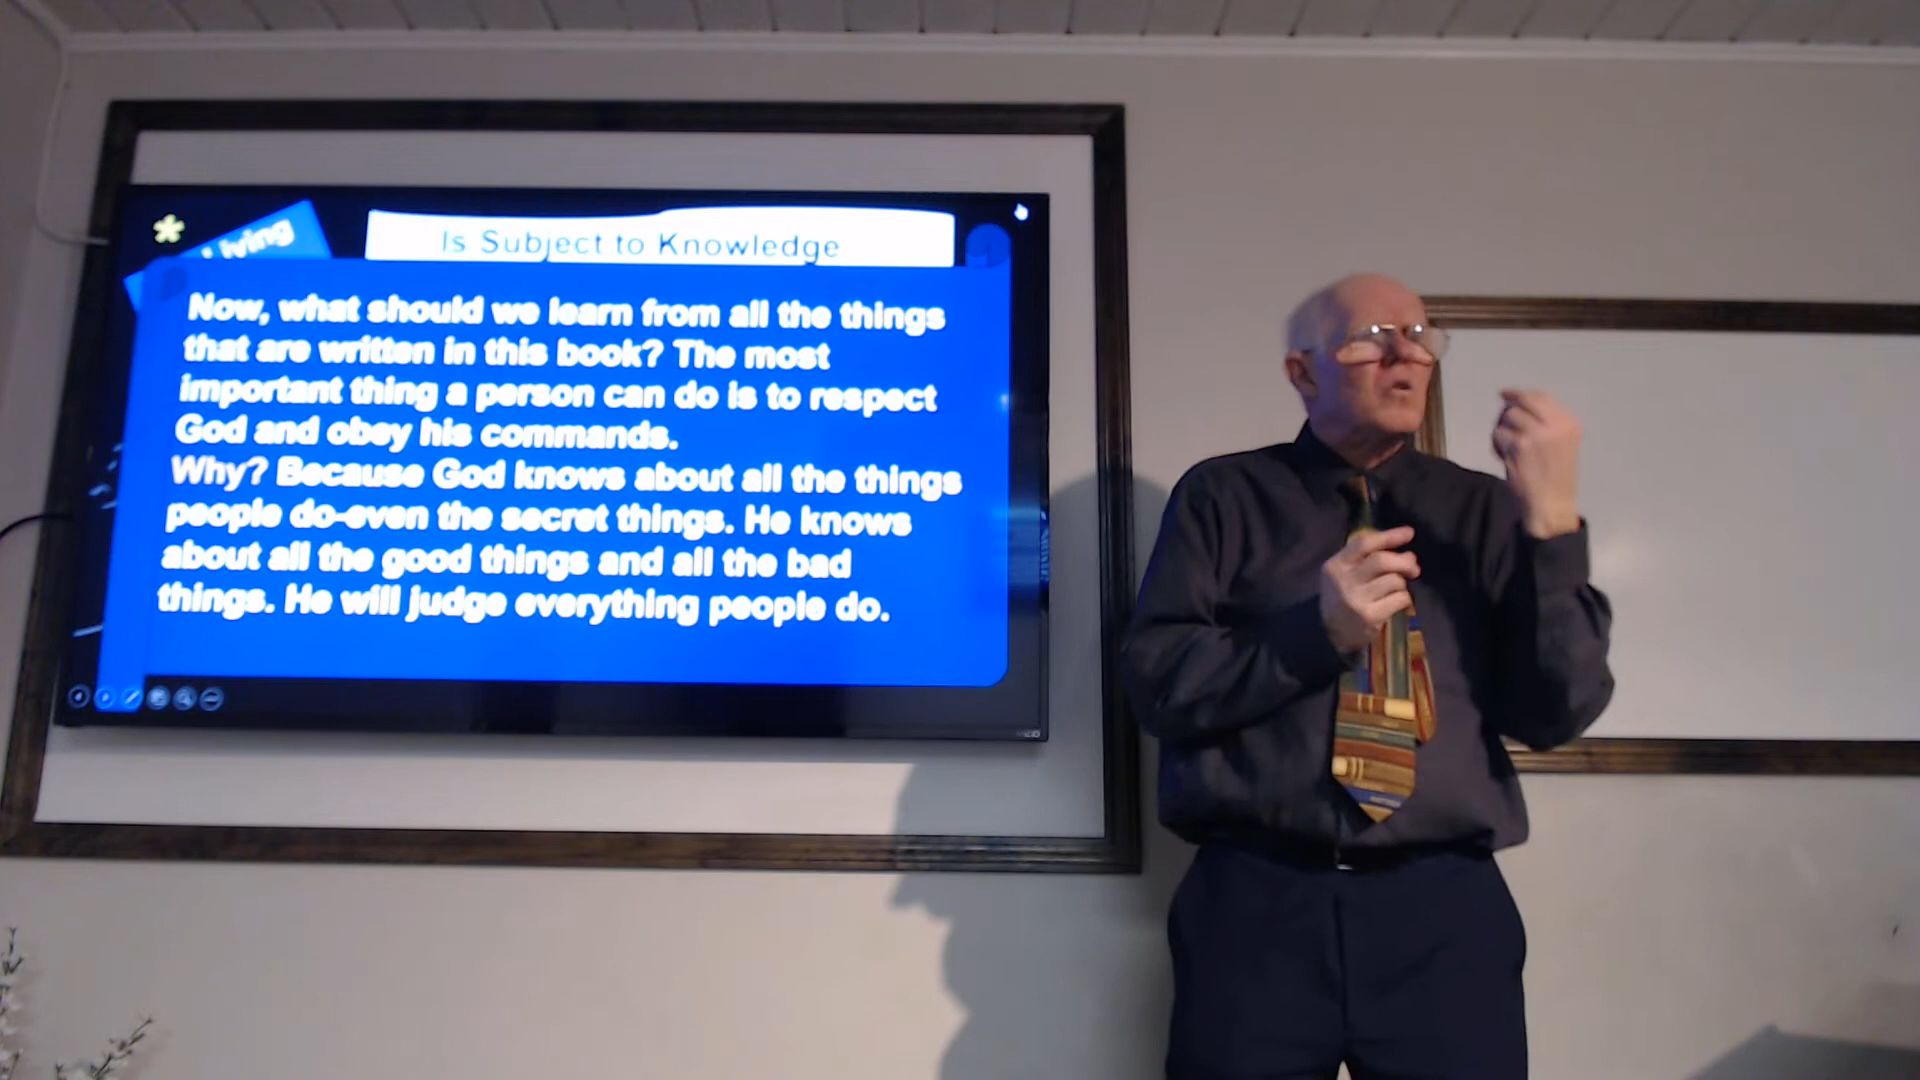 Living
Is Subject to Knowledge
Now, what should we learn from all the things
that are written in this book? The most
important thing a person can do is to respect
God and obey his commands.
Why? Because God knows about all the things
people do-even the secret things. He knows
about all the good things and all the bad
things. He will judge everything people do.